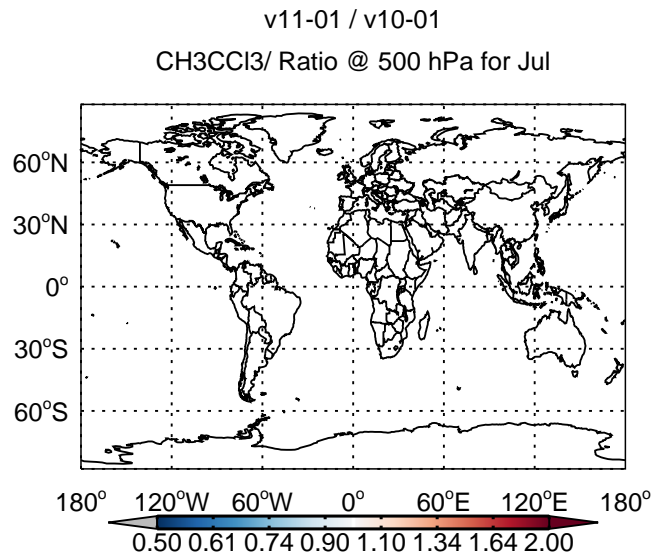 v11-01 / v10-01
CH3CCl3/ Ratio @ 500 hPa for Jul
60°N
30°N
0°
30°S
60°S
180° 120°W 60°W 0° 60°E 120°E 180°
0.50 0.61 0.74 0.90 1.10 1.34 1.64 2.00